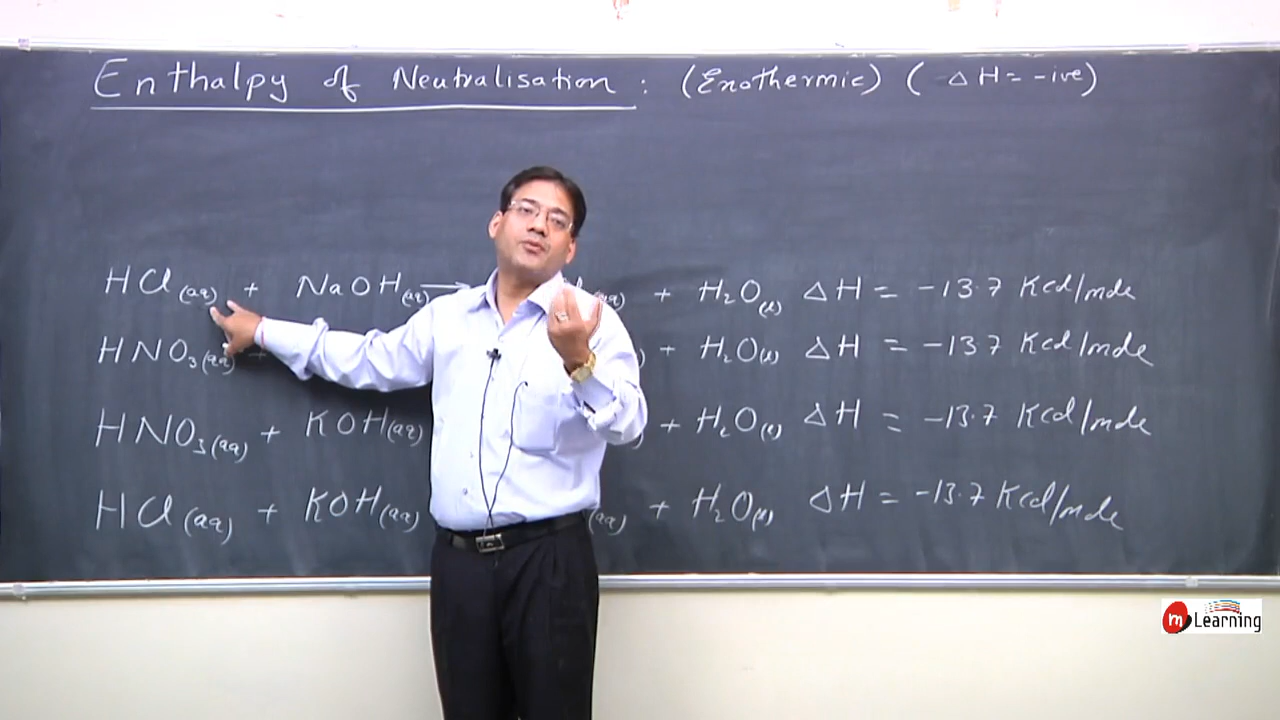 Enthalpy of Neutralisation : (Exothermic) ( ΔH = -ive)
HCl(aq) + NaOH(aq) → + H₂O(l) ΔH = -13.7 Kcal/mole
HNO₃(aq) + H₂O(l) ΔH = -13.7 Kcal/mole
HNO₃(aq) + KOH(aq) + H₂O(l) ΔH = -13.7 Kcal/mole
HCl(aq) + KOH(aq) (aq) + H₂O(l) ΔH = -13.7 Kcal/mole
m Learning